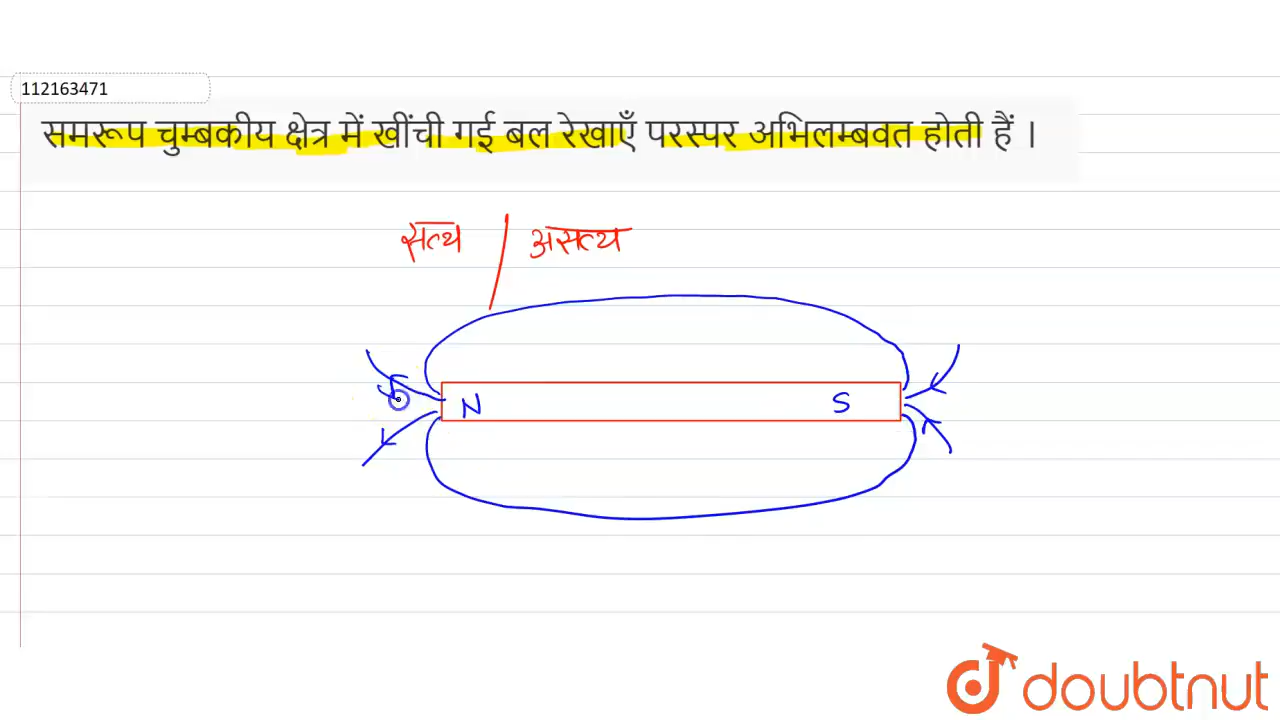 112163471
समरूप चुम्बकीय क्षेत्र में खींची गई बल रेखाएँ परस्पर अभिलम्बवत होती हैं ।
सत्य / असत्य
N S
doubtnut